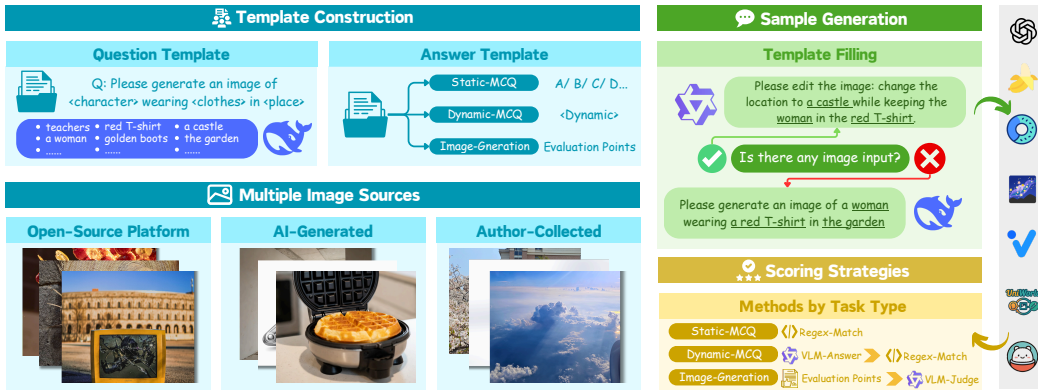 Template Construction
Question Template
Q: Please generate an image of
<character> wearing <clothes> in <place>
• teachers • red T-shirt • a castle
• a woman • golden boots • the garden
• ...... • ...... • ......
Answer Template
Static-MCQ A/ B/ C/ D...
Dynamic-MCQ <Dynamic>
Image-Gneration Evaluation Points
Multiple Image Sources
Open-Source Platform
AI-Generated
Author-Collected
Sample Generation
Template Filling
Please edit the image: change the
location to a castle while keeping the
woman in the red T-shirt.
Is there any image input?
Please generate an image of a woman
wearing a red T-shirt in the garden
Scoring Strategies
Methods by Task Type
Static-MCQ Regex-Match
Dynamic-MCQ VLM-Answer Regex-Match
Image-Gneration Evaluation Points VLM-Judge
UniWorld